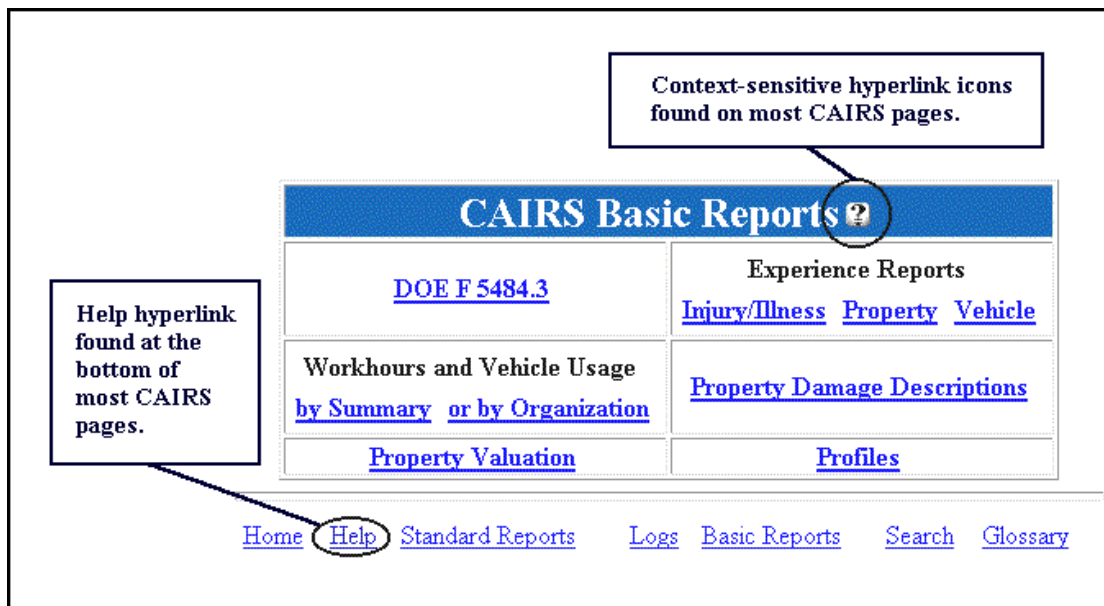 Context-sensitive hyperlink icons
found on most CAIRS pages.
CAIRS Basic Reports ?
DOE F 5484.3
Experience Reports
Injury/Illness Property Vehicle
Help hyperlink
found at the
bottom of
most CAIRS
pages.
Workhours and Vehicle Usage
by Summary or by Organization
Property Damage Descriptions
Property Valuation
Profiles
Home Help Standard Reports Logs Basic Reports Search Glossary